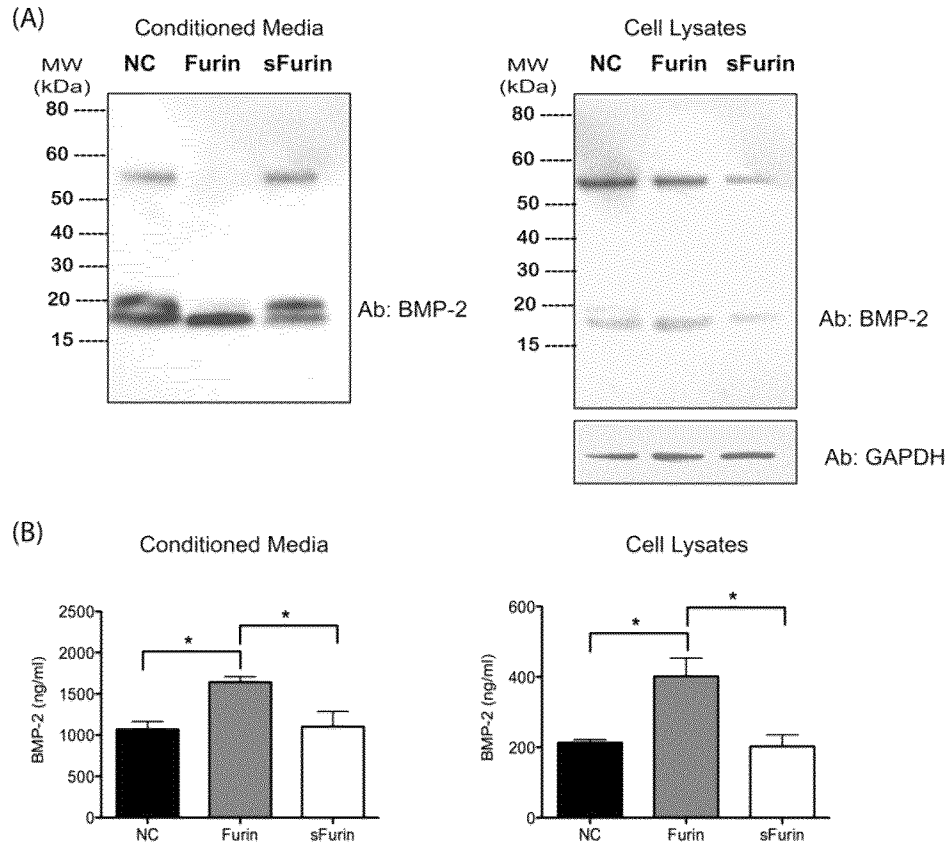 (A)
Conditioned Media
MW
(kDa)
NC Furin sFurin
80
60
50
40
30
20
15
Ab: BMP-2
Cell Lysates
MW
(kDa)
NC Furin sFurin
80
60
50
40
30
20
15
Ab: BMP-2
Ab: GAPDH
(B)
Conditioned Media
BMP-2 (ng/ml)
2500
2000
1500
1000
500
0
* *
NC Furin sFurin
Cell Lysates
BMP-2 (ng/ml)
600
400
200
0
* *
NC Furin sFurin